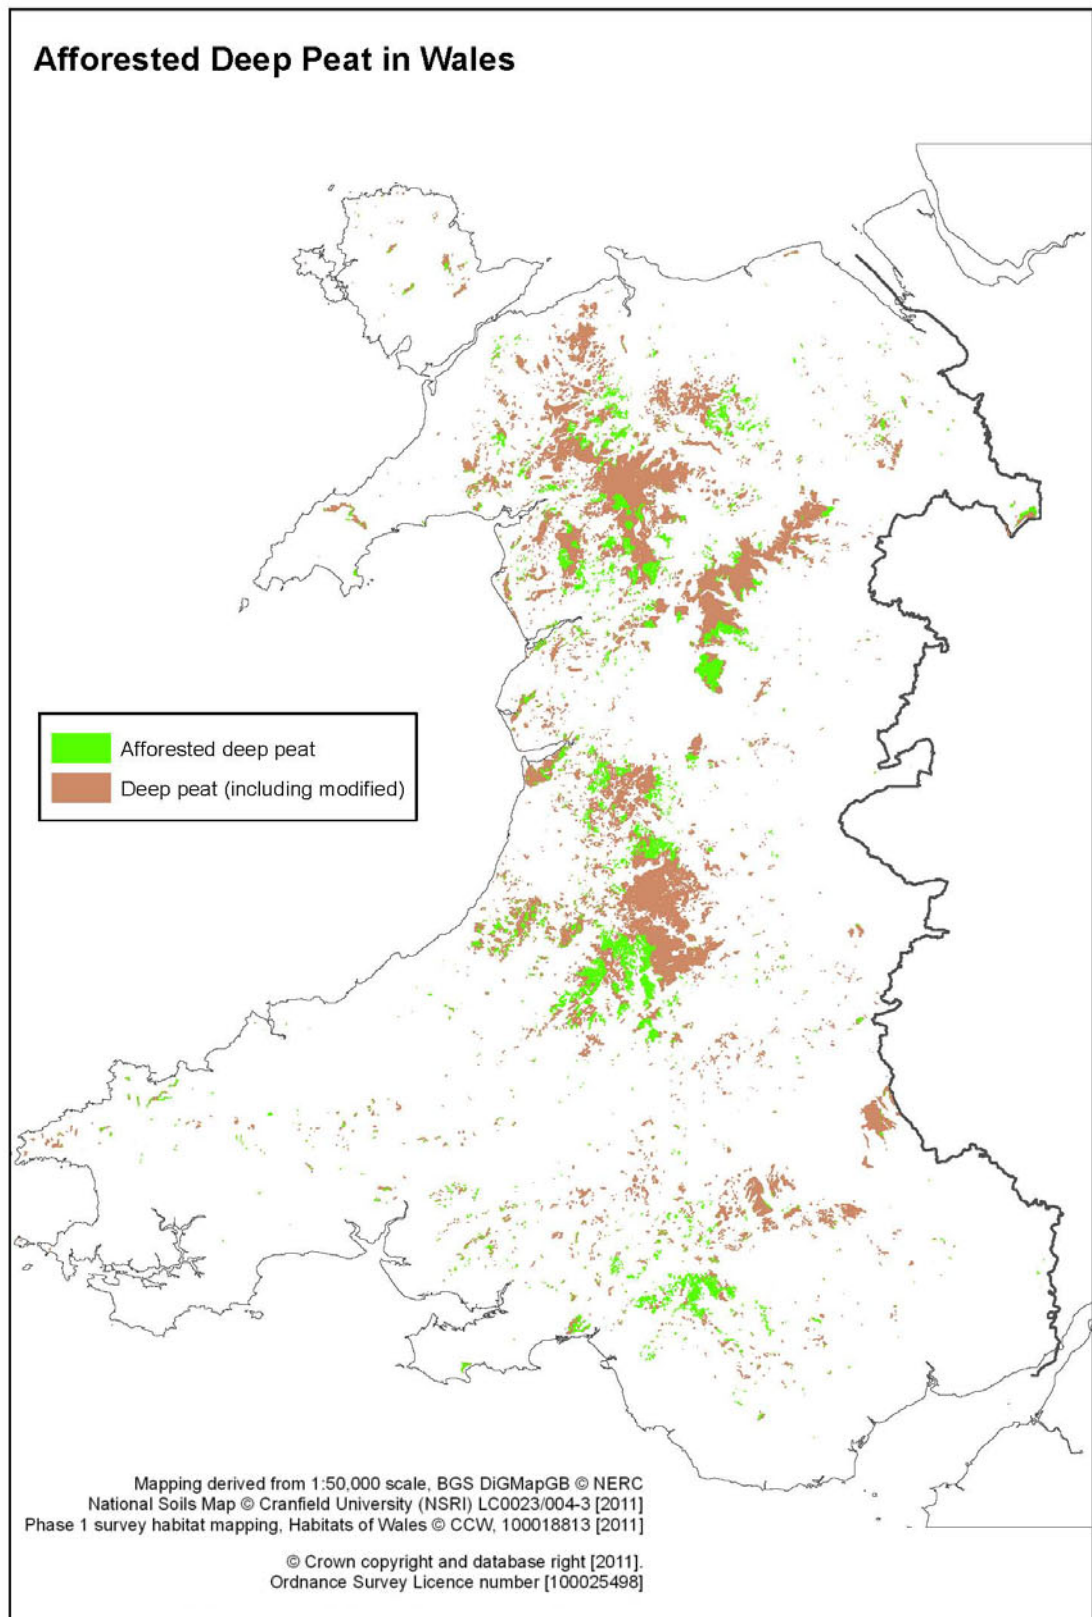 Afforested Deep Peat in Wales
Afforested deep peat
Deep peat (including modified)
Mapping derived from 1:50,000 scale, BGS DiGMapGB © NERC
National Soils Map © Cranfield University (NSRI) LC0023/004-3 [2011]
Phase 1 survey habitat mapping, Habitats of Wales © CCW, 100018813 [2011]
© Crown copyright and database right [2011].
Ordnance Survey Licence number [100025498]